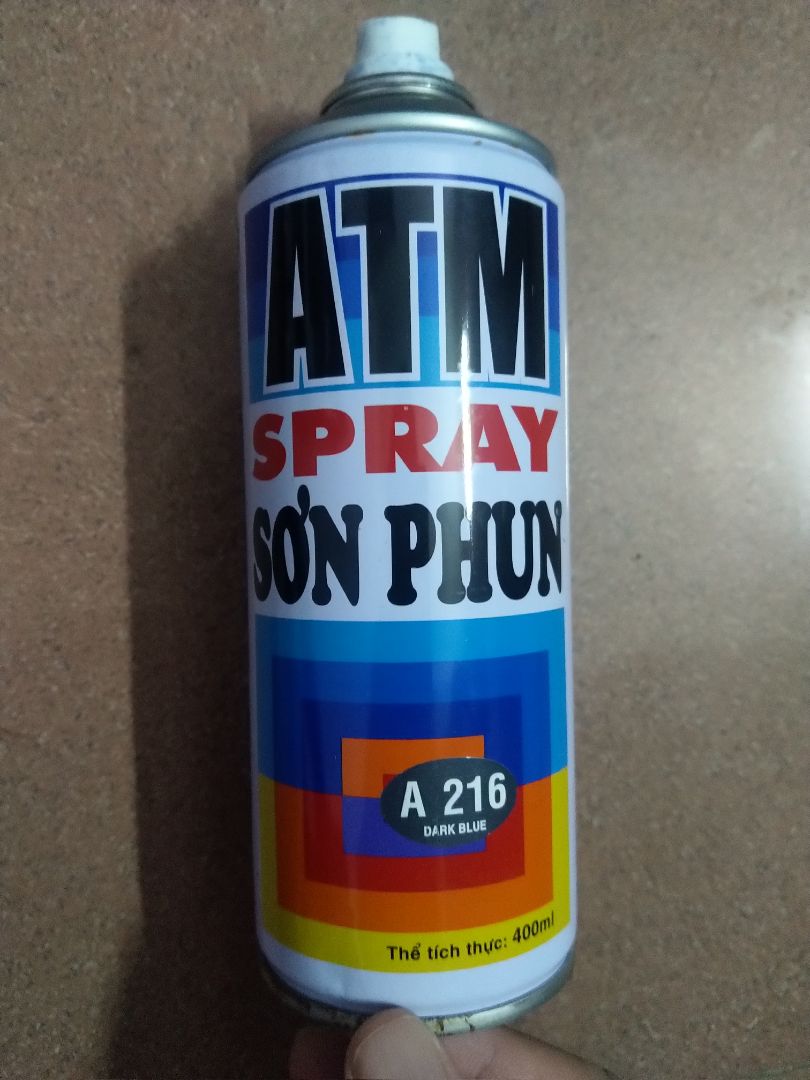 ATM
SPRAY
SƠN PHUN
A 216
DARK BLUE
Thể tích thực: 400ml